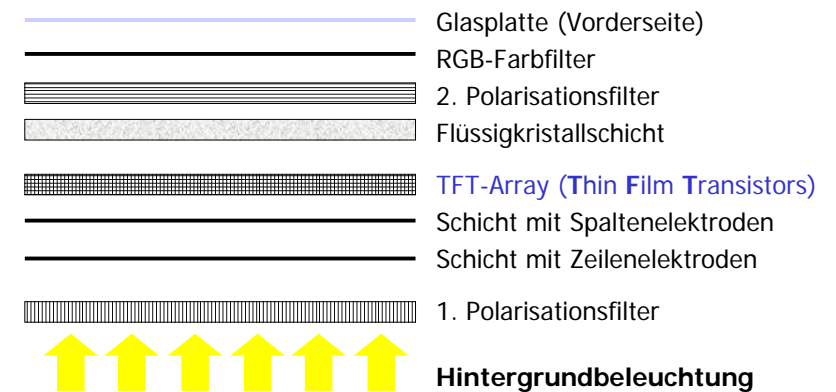 Glasplatte (Vorderseite)
RGB-Farbfilter
2. Polarisationsfilter
Flüssigkristallschicht
TFT-Array (Thin Film Transistors)
Schicht mit Spaltenelektroden
Schicht mit Zeilenelektroden
1. Polarisationsfilter
Hintergrundbeleuchtung